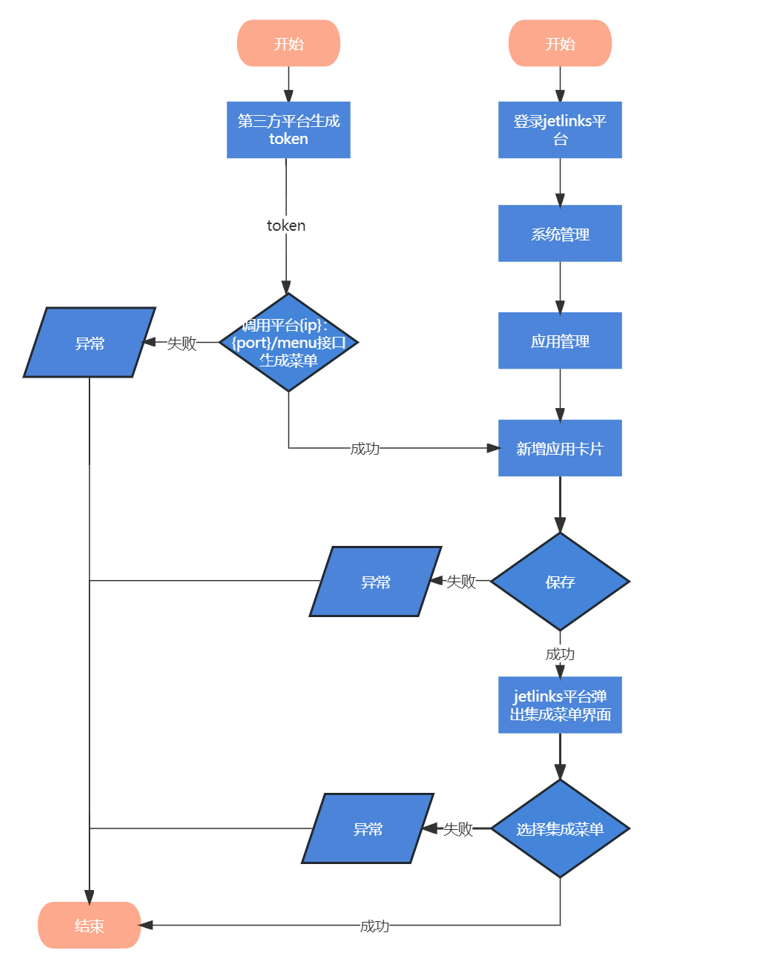 开始
开始
第三方平台生成
token
登录jetlinks平
台
token
系统管理
调用平台{ip}：
{port}/menu接口
生成菜单
失败
异常
应用管理
成功
新增应用卡片
保存
失败
异常
成功
jetlinks平台弹
出集成菜单界面
选择集成菜单
失败
异常
成功
结束